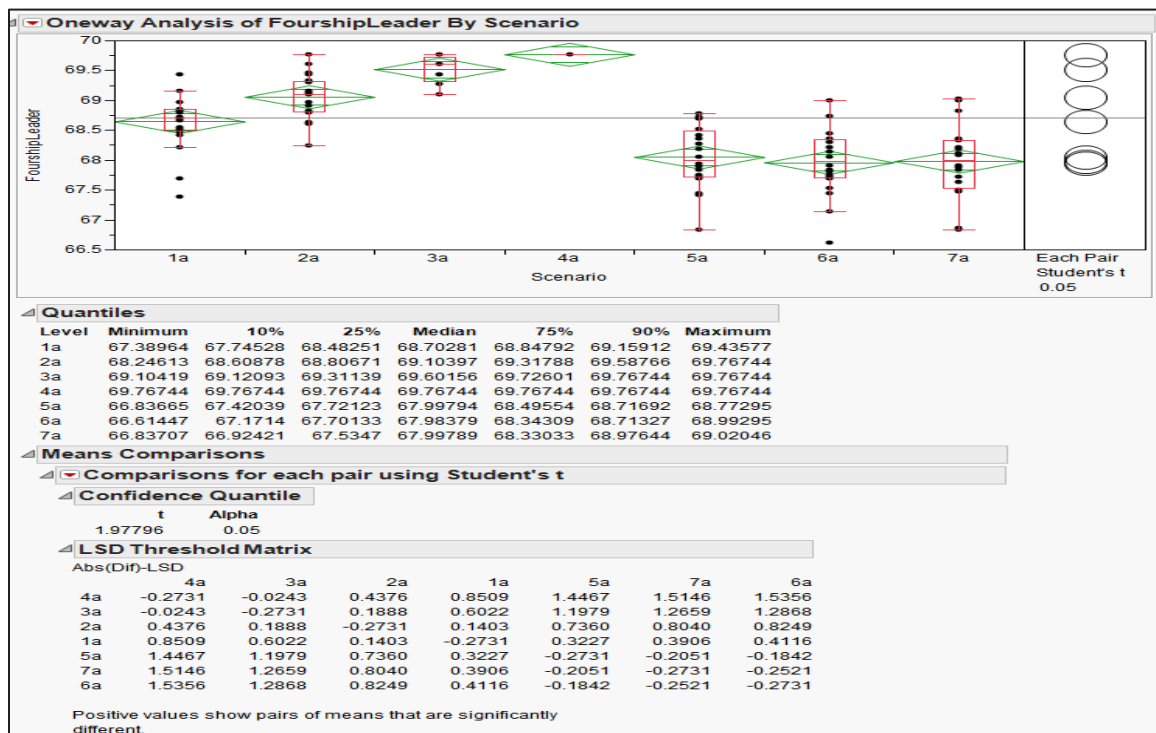 Oneway Analysis of FourshipLeader By Scenario
70
69.5
69
68.5
68
67.5
67
66.5
FourshipLeader
1a 2a 3a 4a 5a 6a 7a
Scenario
Each Pair
Student's t
0.05
Quantiles
Level Minimum 10% 25% Median 75% 90% Maximum
1a 67.38964 67.74528 68.48251 68.70281 68.84792 69.15912 69.43577
2a 68.24613 68.60878 68.80671 69.10397 69.31788 69.58766 69.76744
3a 69.10419 69.12093 69.31139 69.60156 69.72601 69.76744 69.76744
4a 69.76744 69.76744 69.76744 69.76744 69.76744 69.76744 69.76744
5a 66.83665 67.42039 67.72123 67.99794 68.49554 68.71692 68.77295
6a 66.61447 67.1714 67.70133 67.98379 68.34309 68.71327 68.99295
7a 66.83707 66.92421 67.5347 67.99789 68.33033 68.97644 69.02046
Means Comparisons
Comparisons for each pair using Student's t
Confidence Quantile
t Alpha
1.97796 0.05
LSD Threshold Matrix
Abs(Dif)-LSD
4a 3a 2a 1a 5a 7a 6a
4a -0.2731 -0.0243 0.4376 0.8509 1.4467 1.5146 1.5356
3a -0.0243 -0.2731 0.1888 0.6022 1.1979 1.2659 1.2868
2a 0.4376 0.1888 -0.2731 0.1403 0.7360 0.8040 0.8249
1a 0.8509 0.6022 0.1403 -0.2731 0.3227 0.3906 0.4116
5a 1.4467 1.1979 0.7360 0.3227 -0.2731 -0.2051 -0.1842
7a 1.5146 1.2659 0.8040 0.3906 -0.2051 -0.2731 -0.2521
6a 1.5356 1.2868 0.8249 0.4116 -0.1842 -0.2521 -0.2731
Positive values show pairs of means that are significantly
different.